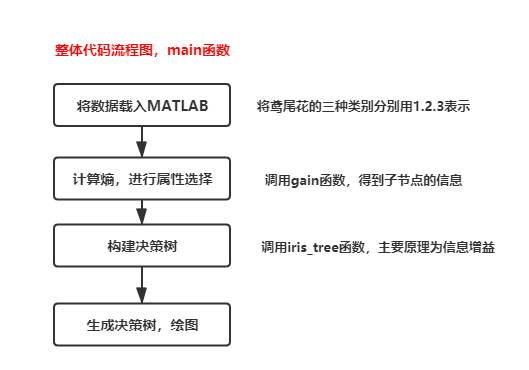 整体代码流程图，main函数
将数据载入MATLAB
将鸢尾花的三种类别分别用1.2.3表示
计算熵，进行属性选择
调用gain函数，得到子节点的信息
构建决策树
调用iris_tree函数，主要原理为信息增益
生成决策树，绘图